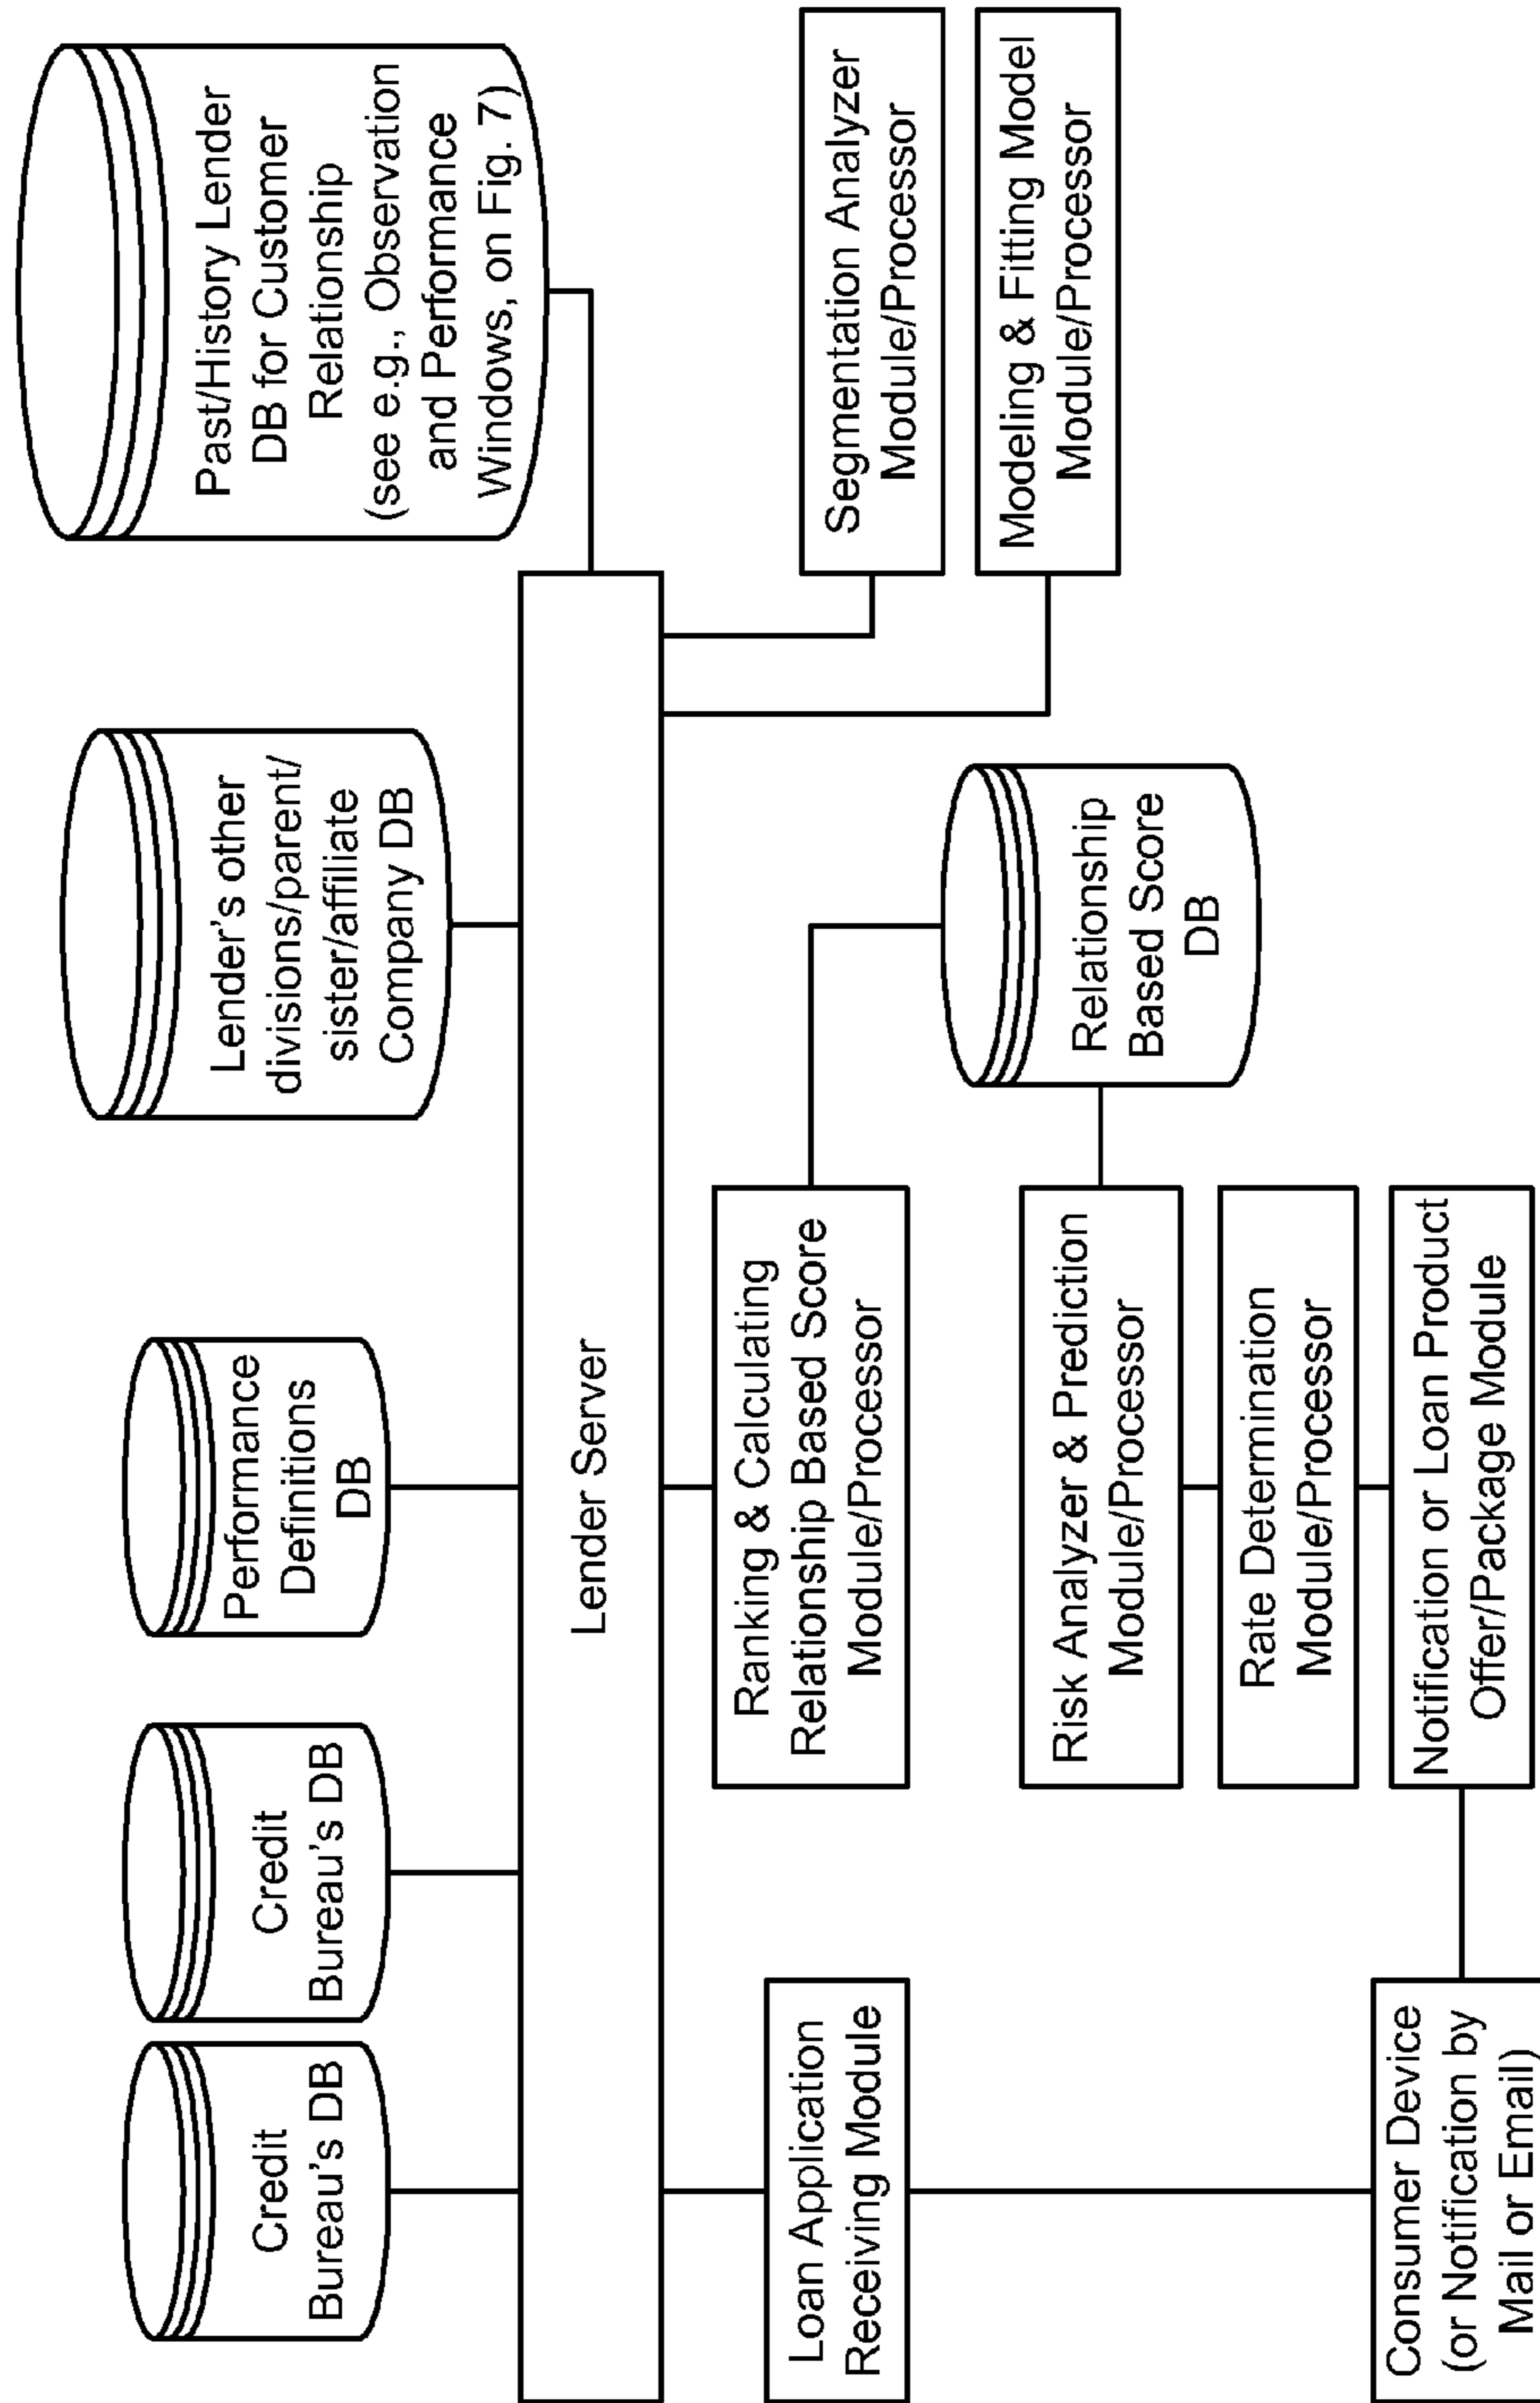 Credit
Bureau's DB
Credit
Bureau's DB
Performance
Definitions
DB
Lender's other
divisions/parent/
sister/affiliate
Company DB
Past/History Lender
DB for Customer
Relationship
(see e.g., Observation
and Performance
Windows, on Fig. 7)
Lender Server
Loan Application
Receiving Module
Ranking & Calculating
Relationship Based Score
Module/Processor
Segmentation Analyzer
Module/Processor
Modeling & Fitting Model
Module/Processor
Relationship
Based Score
DB
Risk Analyzer & Prediction
Module/Processor
Rate Determination
Module/Processor
Notification or Loan Product
Offer/Package Module
Consumer Device
(or Notification by
Mail or Email)